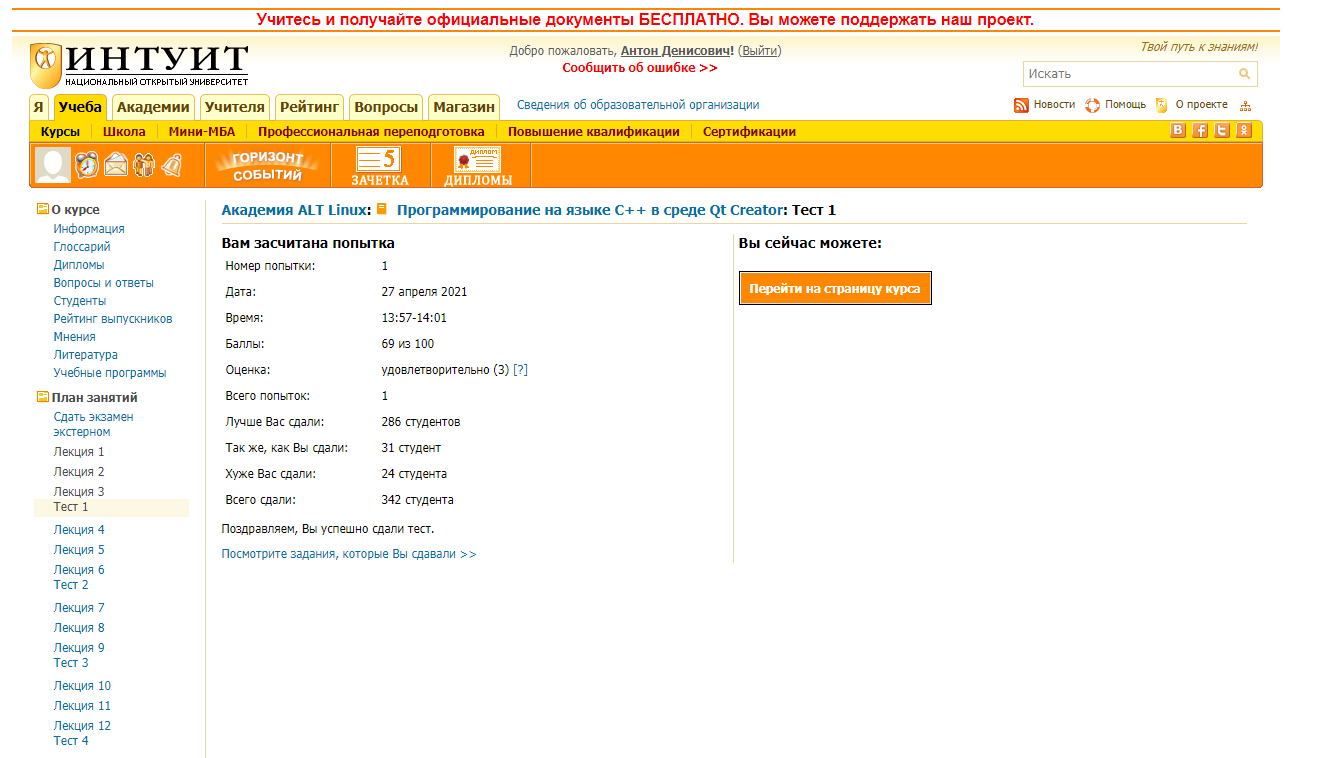 Учитесь и получайте официальные документы БЕСПЛАТНО. Вы можете поддержать наш проект.
ИНТУИТ
НАЦИОНАЛЬНЫЙ ОТКРЫТЫЙ УНИВЕРСИТЕТ
Добро пожаловать, Антон Денисович! (Выйти)
Сообщить об ошибке >>
Твой путь к знаниям!
Искать
Я Учеба Академии Учителя Рейтинг Вопросы Магазин Сведения об образовательной организации Новости Помощь О проекте
Курсы Школа Мини-МБА Профессиональная переподготовка Повышение квалификации Сертификации
ГОРИЗОНТ СОБЫТИЙ
5 ЗАЧЕТКА
ДИПЛОМ ДИПЛОМЫ
О курсе
Информация
Глоссарий
Дипломы
Вопросы и ответы
Студенты
Рейтинг выпускников
Мнения
Литература
Учебные программы
План занятий
Сдать экзамен
экстерном
Лекция 1
Лекция 2
Лекция 3
Тест 1
Лекция 4
Лекция 5
Лекция 6
Тест 2
Лекция 7
Лекция 8
Лекция 9
Тест 3
Лекция 10
Лекция 11
Лекция 12
Тест 4
Академия ALT Linux: Программирование на языке C++ в среде Qt Creator: Тест 1
Вам засчитана попытка
Номер попытки: 1
Дата: 27 апреля 2021
Время: 13:57-14:01
Баллы: 69 из 100
Оценка: удовлетворительно (3) [?]
Всего попыток: 1
Лучше Вас сдали: 286 студентов
Так же, как Вы сдали: 31 студент
Хуже Вас сдали: 24 студента
Всего сдали: 342 студента
Поздравляем, Вы успешно сдали тест.
Посмотрите задания, которые Вы сдавали >>
Вы сейчас можете:
Перейти на страницу курса